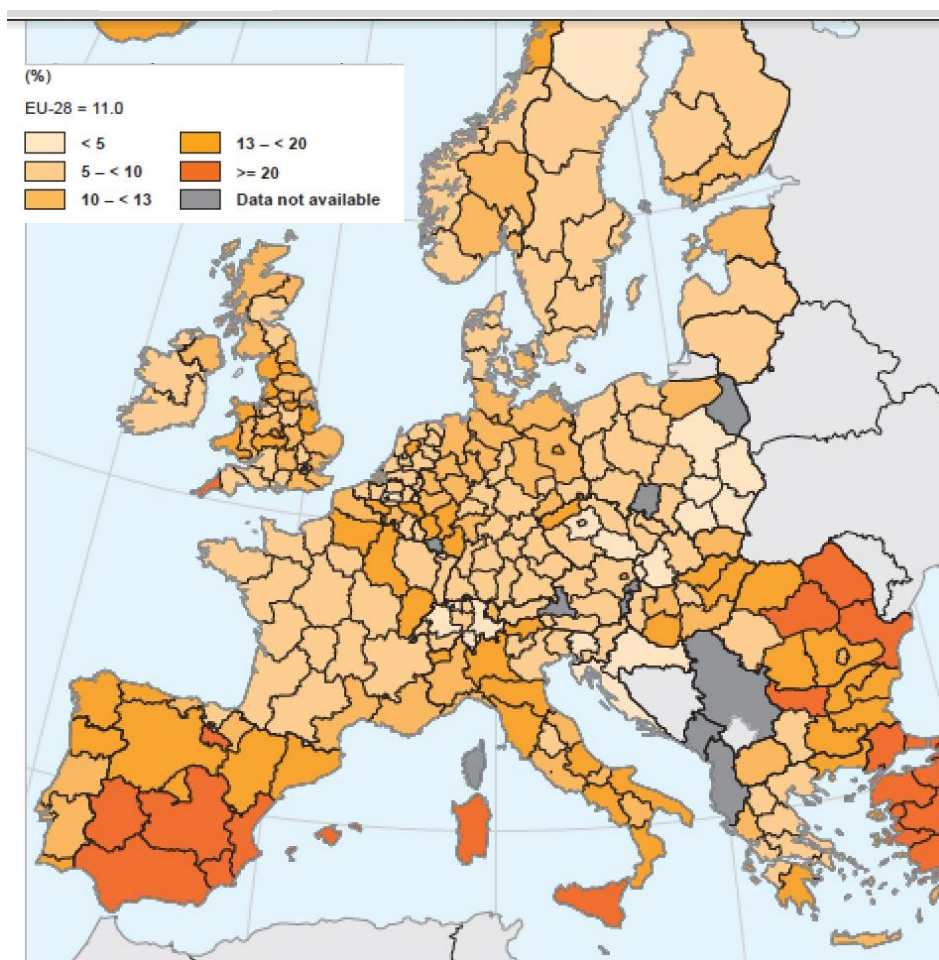 (%)
EU-28 = 11.0
< 5
13 – < 20
5 – < 10
>= 20
10 – < 13
Data not available